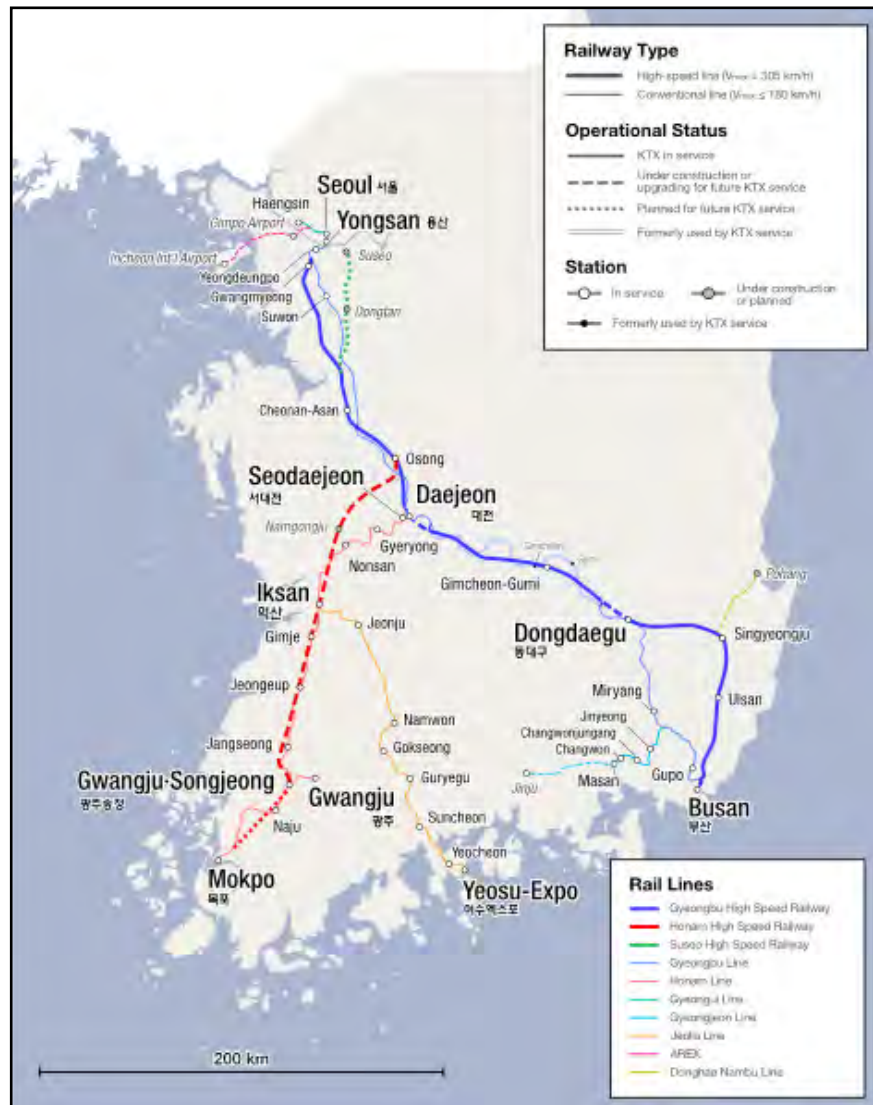 Railway Type
High-speed line (Vmax = 305 km/h)
Conventional line (Vmax ≤ 180 km/h)
Operational Status
KTX in service
Under construction or
upgrading for future KTX service
Planned for future KTX service
Formerly used by KTX service
Station
In service
Under construction
or planned
Formerly used by KTX service
Seoul 서울
Haengsin
Gimpo Airport
Yongsan 용산
Incheon Int'l Airport
Suseo
Yeongdeungpo
Gwangmyeong
Suwon
Dongtan
Cheonan-Asan
Osong
Seodaejeon
서대전
Daejeon
대전
Namgongju
Gyeryong
Nonsan
Gimcheon-Gumi
Pohang
Iksan
익산
Jeonju
Gimje
Dongdaegu
동대구
Singyeongju
Jeongeup
Miryang
Ulsan
Jinyeong
Namwon
Changwonjungang
Jangseong
Gokseong
Changwon
Gwangju-Songjeong
광주송정
Gwangju
광주
Guryegu
Jinju
Masan
Gupo
Busan
부산
Naju
Suncheon
Yeocheon
Mokpo
목포
Yeosu-Expo
여수엑스포
Rail Lines
Gyeongbu High Speed Railway
Honam High Speed Railway
Suseo High Speed Railway
Gyeongbu Line
Honam Line
Gyeongui Line
Gyeongjeon Line
Jeolla Line
AREX
Donghae Nambu Line
200 km